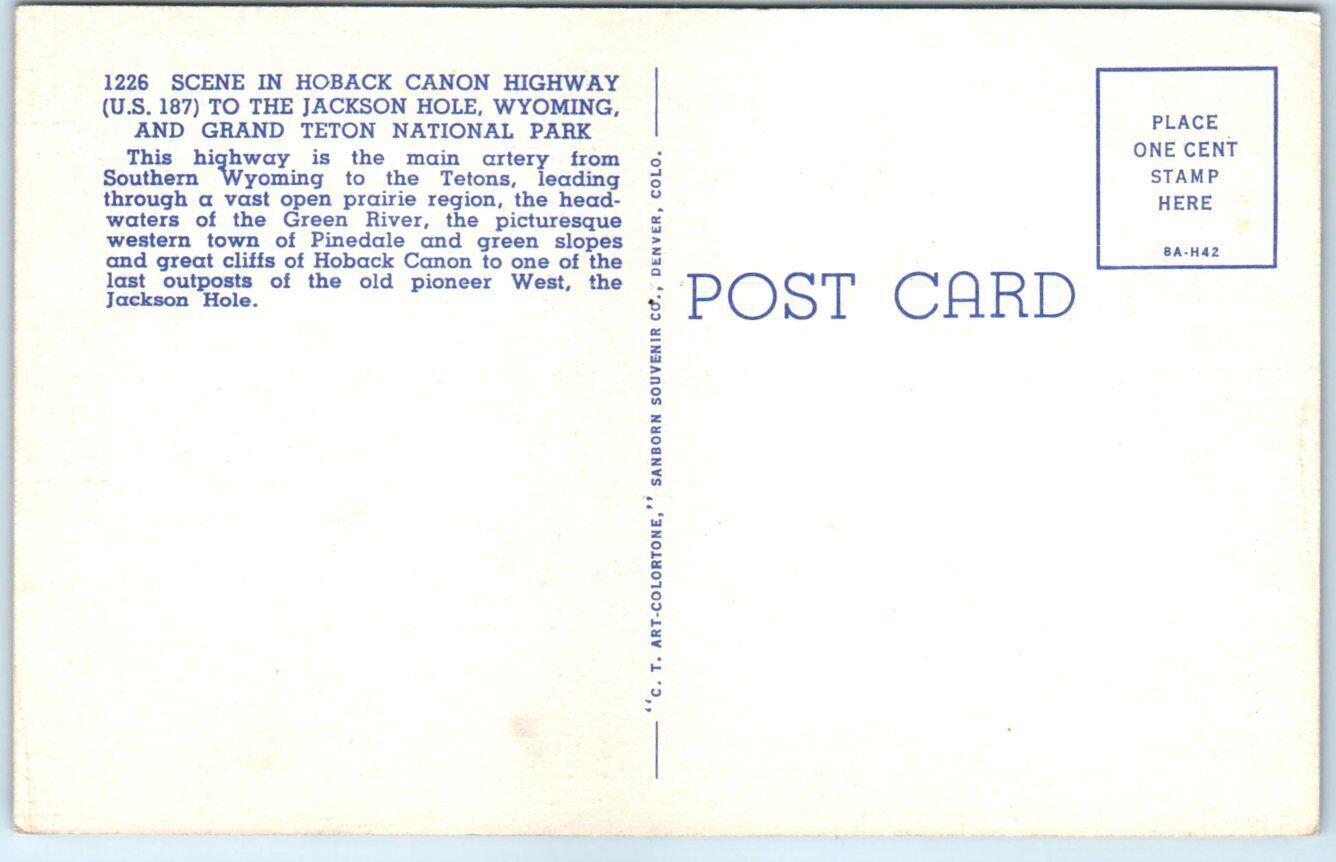 1226 SCENE IN HOBACK CANON HIGHWAY
(U.S. 187) TO THE JACKSON HOLE, WYOMING,
AND GRAND TETON NATIONAL PARK
This highway is the main artery from
Southern Wyoming to the Tetons, leading
through a vast open prairie region, the head-
waters of the Green River, the picturesque
western town of Pinedale and green slopes
and great cliffs of Hoback Canon to one of the
last outposts of the old pioneer West, the
Jackson Hole.
"C. T. ART-COLORTONE," SANBORN SOUVENIR CO., DENVER, COLO.
POST CARD
PLACE
ONE CENT
STAMP
HERE
8A-H42